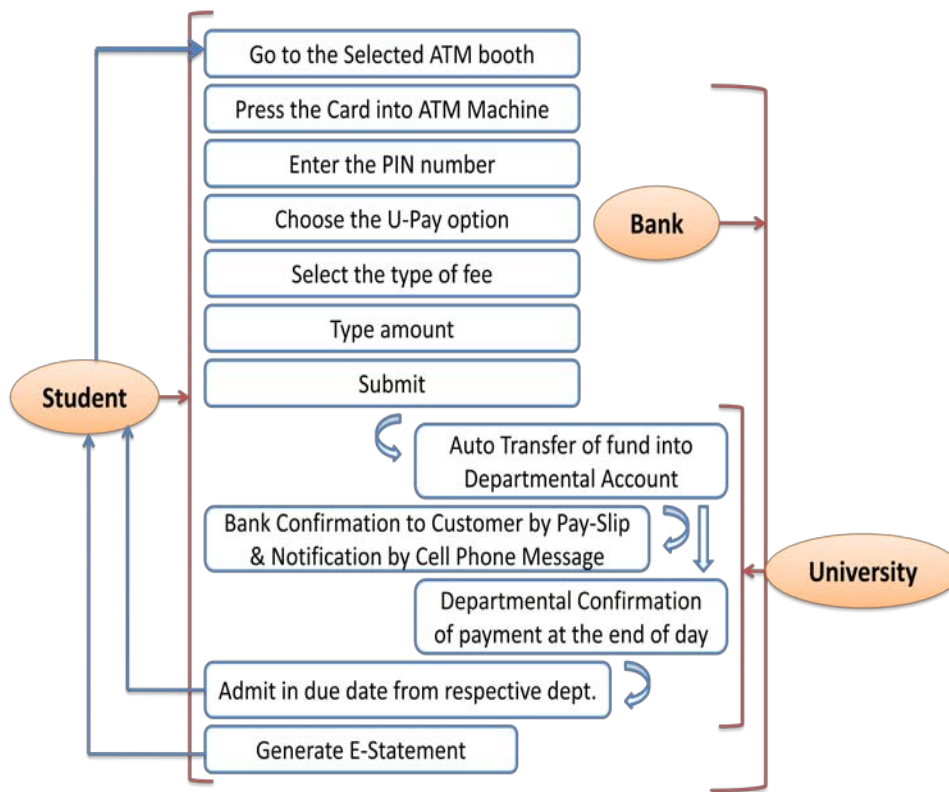 Go to the Selected ATM booth
Press the Card into ATM Machine
Enter the PIN number
Choose the U-Pay option
Bank
Select the type of fee
Type amount
Submit
Student
Auto Transfer of fund into
Departmental Account
Bank Confirmation to Customer by Pay-Slip
& Notification by Cell Phone Message
University
Departmental Confirmation
of payment at the end of day
Admit in due date from respective dept.
Generate E-Statement